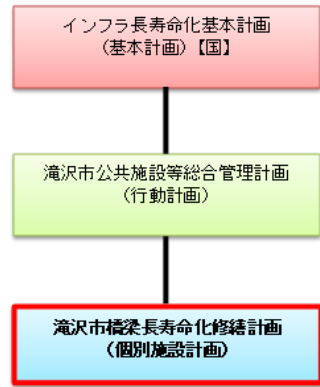 インフラ長寿命化基本計画
(基本計画)【国】
滝沢市公共施設等総合管理計画
(行動計画)
滝沢市橋梁長寿命化修繕計画
(個別施設計画)